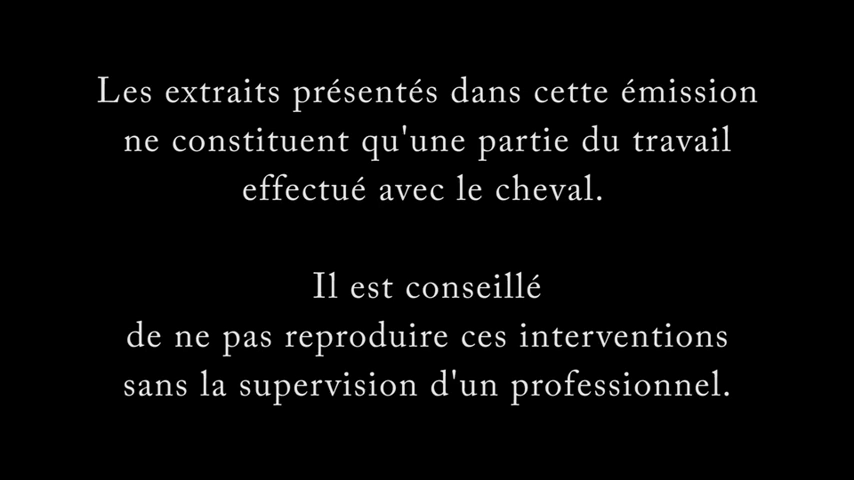 Les extraits présentés dans cette émission
ne constituent qu'une partie du travail
effectué avec le cheval.
Il est conseillé
de ne pas reproduire ces interventions
sans la supervision d'un professionnel.